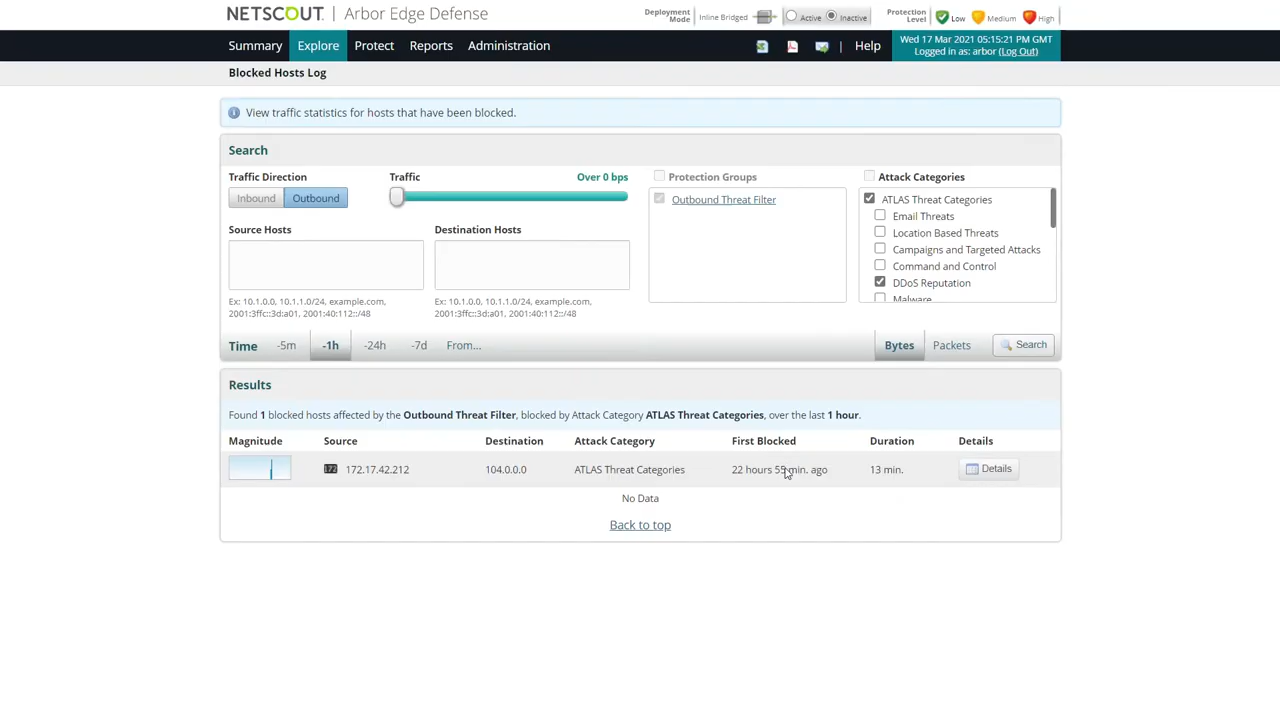 NETSCOUT. | Arbor Edge Defense
Deployment Mode Inline Bridged Active Inactive Protection Level Low Medium High
Summary Explore Protect Reports Administration | Help
Wed 17 Mar 2021 05:15:21 PM GMT
Logged in as: arbor (Log Out)
Blocked Hosts Log
View traffic statistics for hosts that have been blocked.
Search
Traffic Direction Traffic Over 0 bps Protection Groups Attack Categories
Inbound Outbound Outbound Threat Filter ATLAS Threat Categories
Email Threats
Source Hosts Destination Hosts Location Based Threats
Campaigns and Targeted Attacks
Command and Control
DDoS Reputation
Malware
Ex: 10.1.0.0, 10.1.1.0/24, example.com, Ex: 10.1.0.0, 10.1.1.0/24, example.com,
2001:3ffc::3d:a01, 2001:40:112::/48 2001:3ffc::3d:a01, 2001:40:112::/48
Time -5m -1h -24h -7d From... Bytes Packets Search
Results
Found 1 blocked hosts affected by the Outbound Threat Filter, blocked by Attack Category ATLAS Threat Categories, over the last 1 hour.
Magnitude Source Destination Attack Category First Blocked Duration Details
172 172.17.42.212 104.0.0.0 ATLAS Threat Categories 22 hours 55 min. ago 13 min. Details
No Data
Back to top